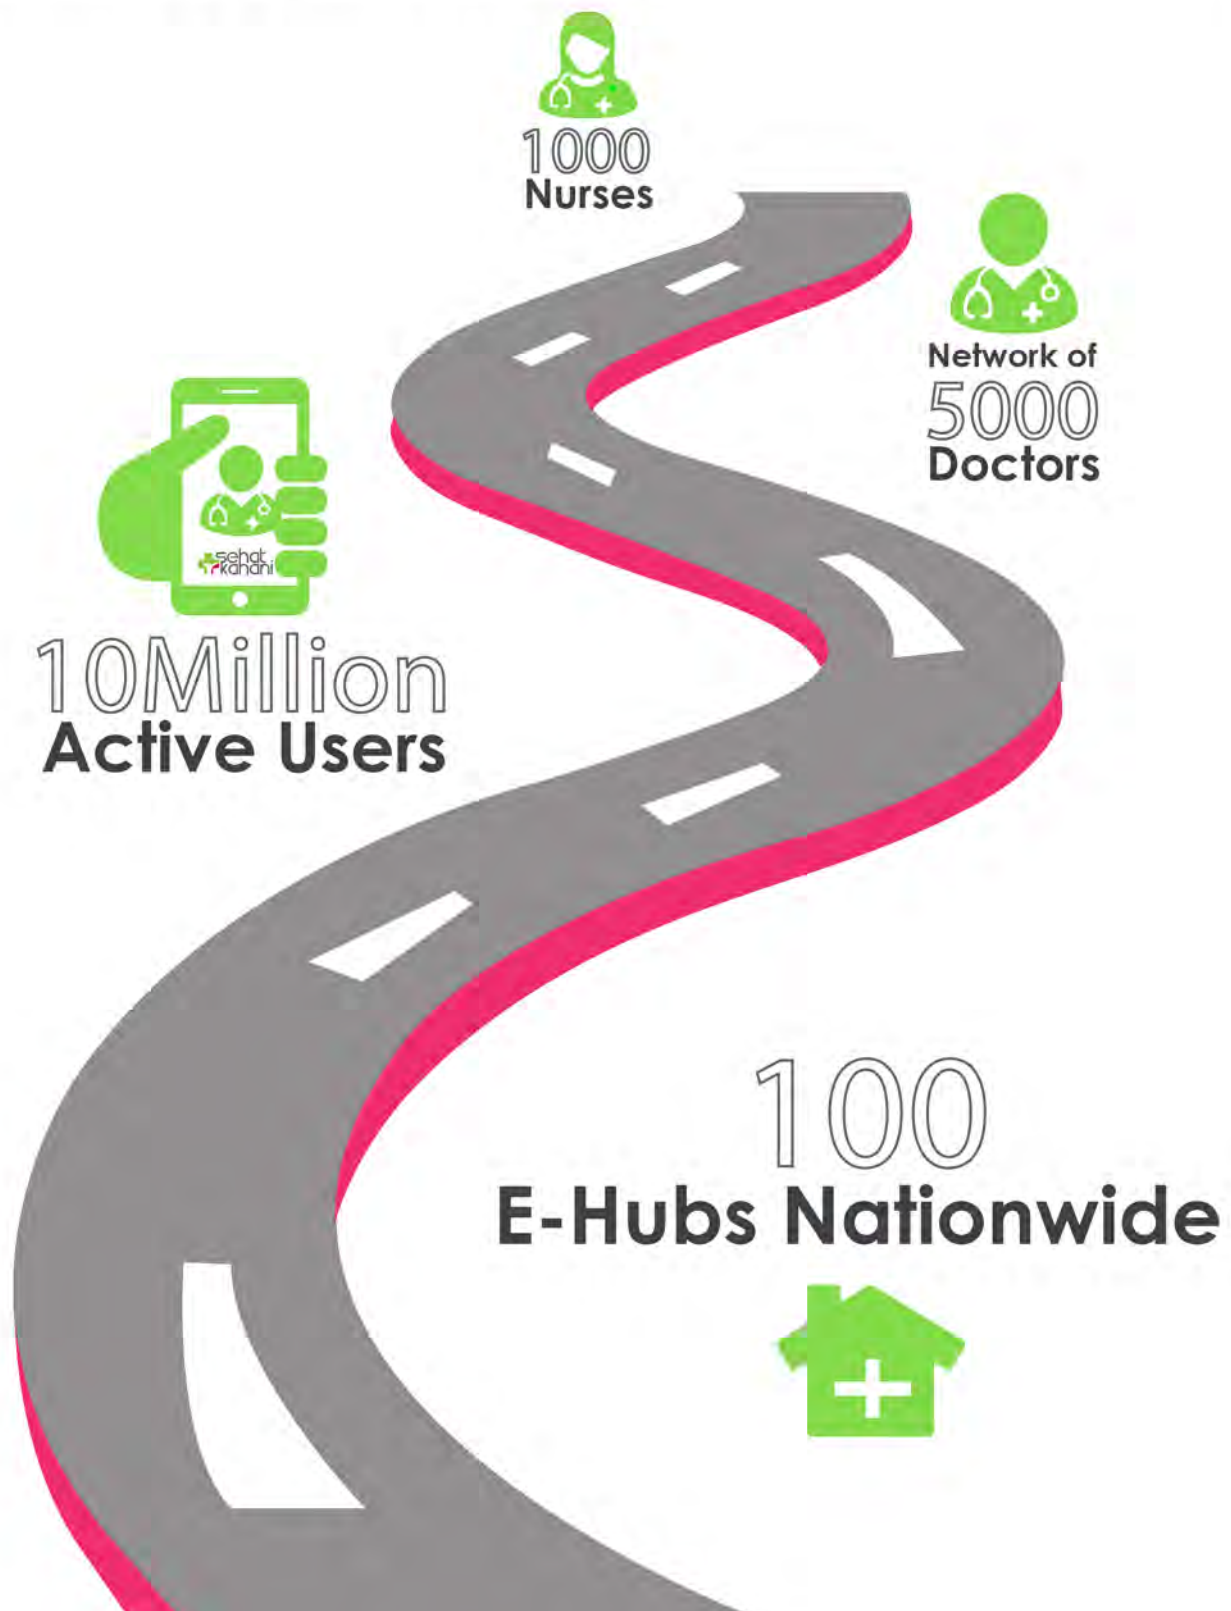 1000
Nurses
Network of
5000
Doctors
sehat
kahani
10Million
Active Users
100
E-Hubs Nationwide